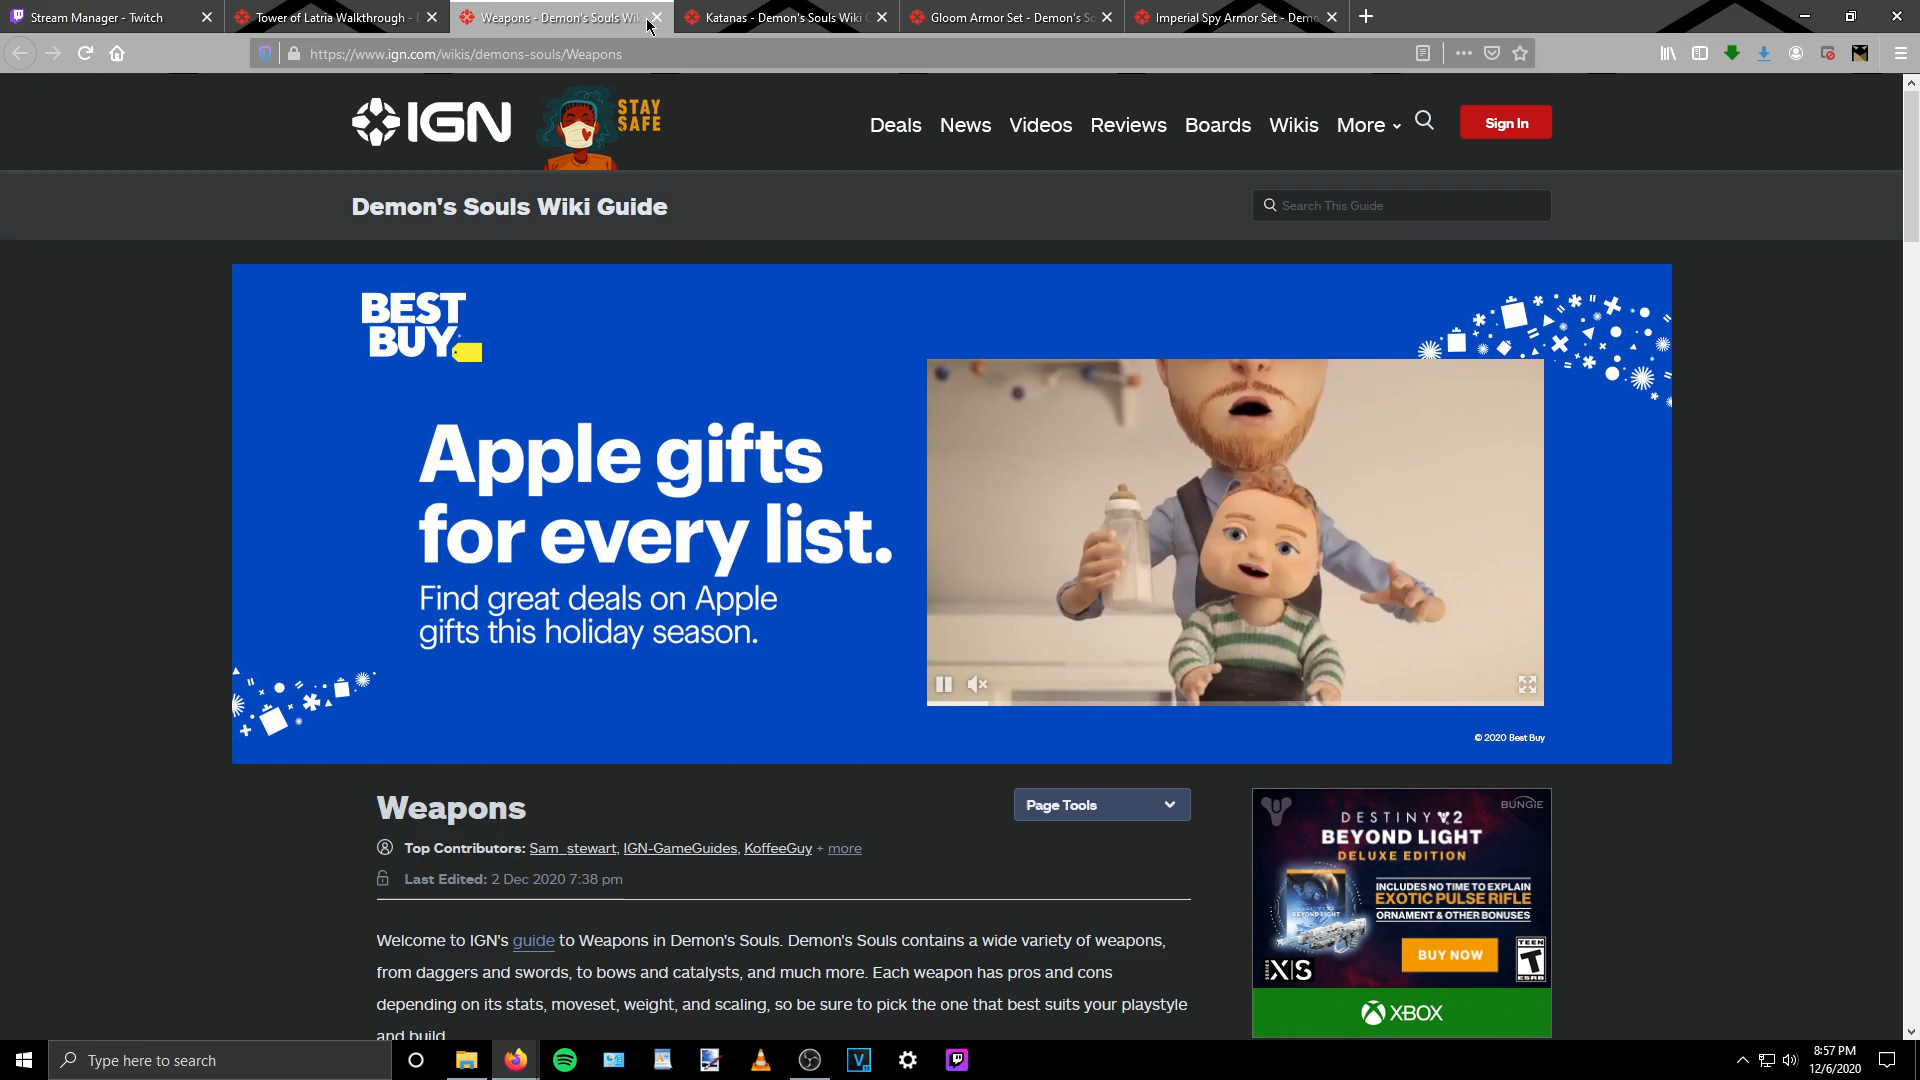 Stream Manager - Twitch
Tower of Latria Walkthrough -
Weapons - Demon's Souls Wiki
Katanas - Demon's Souls Wiki
Gloom Armor Set - Demon's
Imperial Spy Armor Set -
https://www.ign.com/wikis/demons-souls/Weapons
IGN
STAY
SAFE
Deals
News
Videos
Reviews
Boards
Wikis
More
Sign In
Demon's Souls Wiki Guide
Search This Guide
BEST
BUY
Apple gifts
for every list.
Find great deals on Apple
gifts this holiday season.
© 2020 Best Buy
Weapons
Page Tools
Top Contributors: Sam_stewart, IGN-GameGuides, KoffeeGuy + more
Last Edited: 2 Dec 2020 7:38 pm
Welcome to IGN's guide to Weapons in Demon's Souls. Demon's Souls contains a wide variety of weapons,
from daggers and swords, to bows and catalysts, and much more. Each weapon has pros and cons
depending on its stats, moveset, weight, and scaling, so be sure to pick the one that best suits your playstyle
and build.
BUNGIE
DESTINY 2
BEYOND LIGHT
DELUXE EDITION
INCLUDES NO TIME TO EXPLAIN
EXOTIC PULSE RIFLE
ORNAMENT & OTHER BONUSES
BEYOND LIGHT
BUY NOW
SERIES X|S
TEEN
T
ESRB
XBOX
Type here to search
8:57 PM
12/6/2020